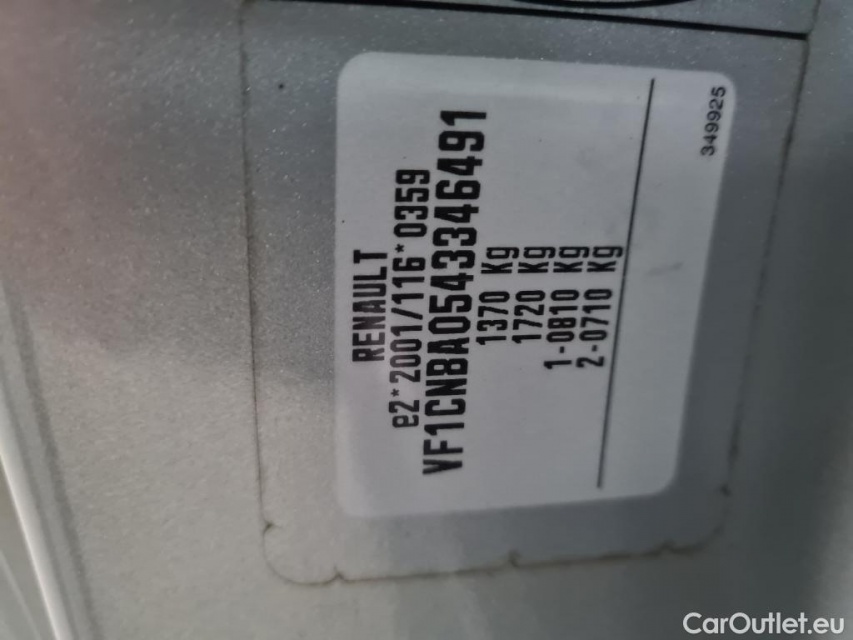 RENAULT
e2*2001/116*0359
VF1CNBA0543346491
1370 Kg
1720 Kg
1-0810 Kg
2-0710 Kg
349925
CarOutlet.eu